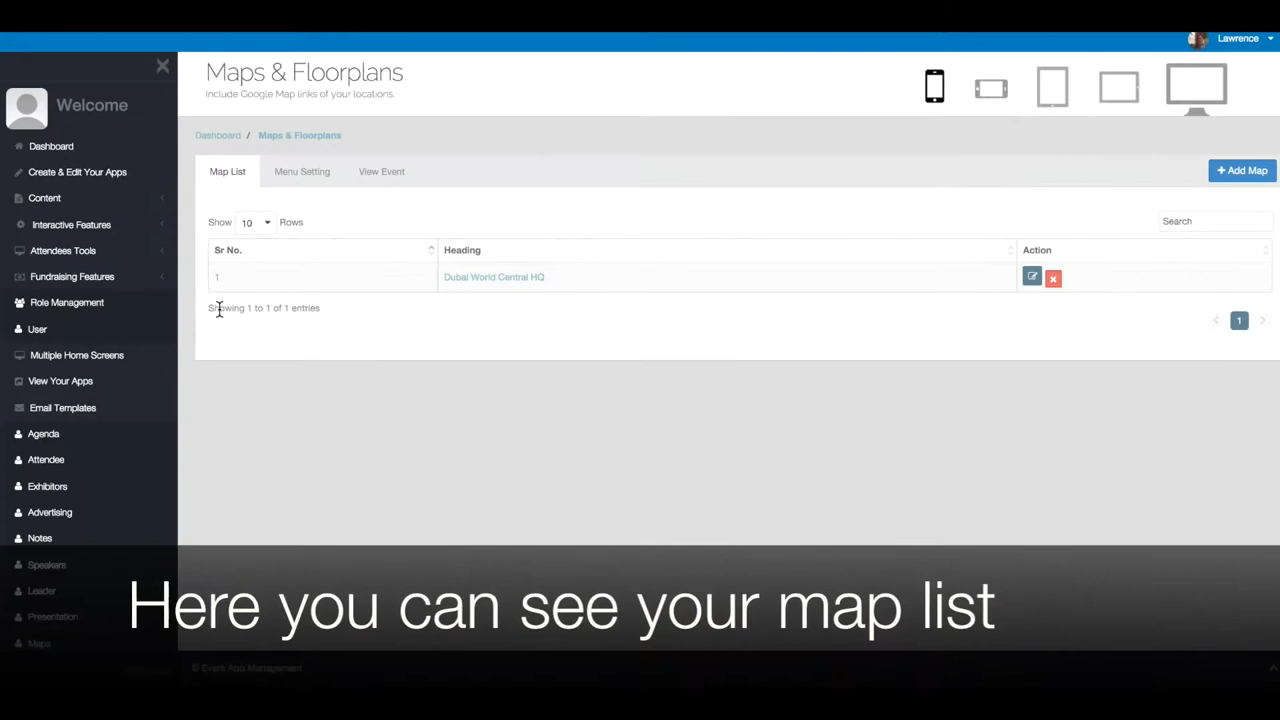 Lawrence
Maps & Floorplans
Include Google Map links of your locations.
Welcome
Dashboard
Create & Edit Your Apps
Content
Interactive Features
Attendees Tools
Fundraising Features
Role Management
User
Multiple Home Screens
View Your Apps
Email Templates
Agenda
Attendee
Exhibitors
Advertising
Notes
Speakers
Leader
Presentation
Maps
Dashboard / Maps & Floorplans
Map List
Menu Setting
View Event
+ Add Map
Show 10 Rows
Search
Sr No. Heading Action
1 Dubai World Central HQ
Showing 1 to 1 of 1 entries
1
Here you can see your map list
© Event App Management